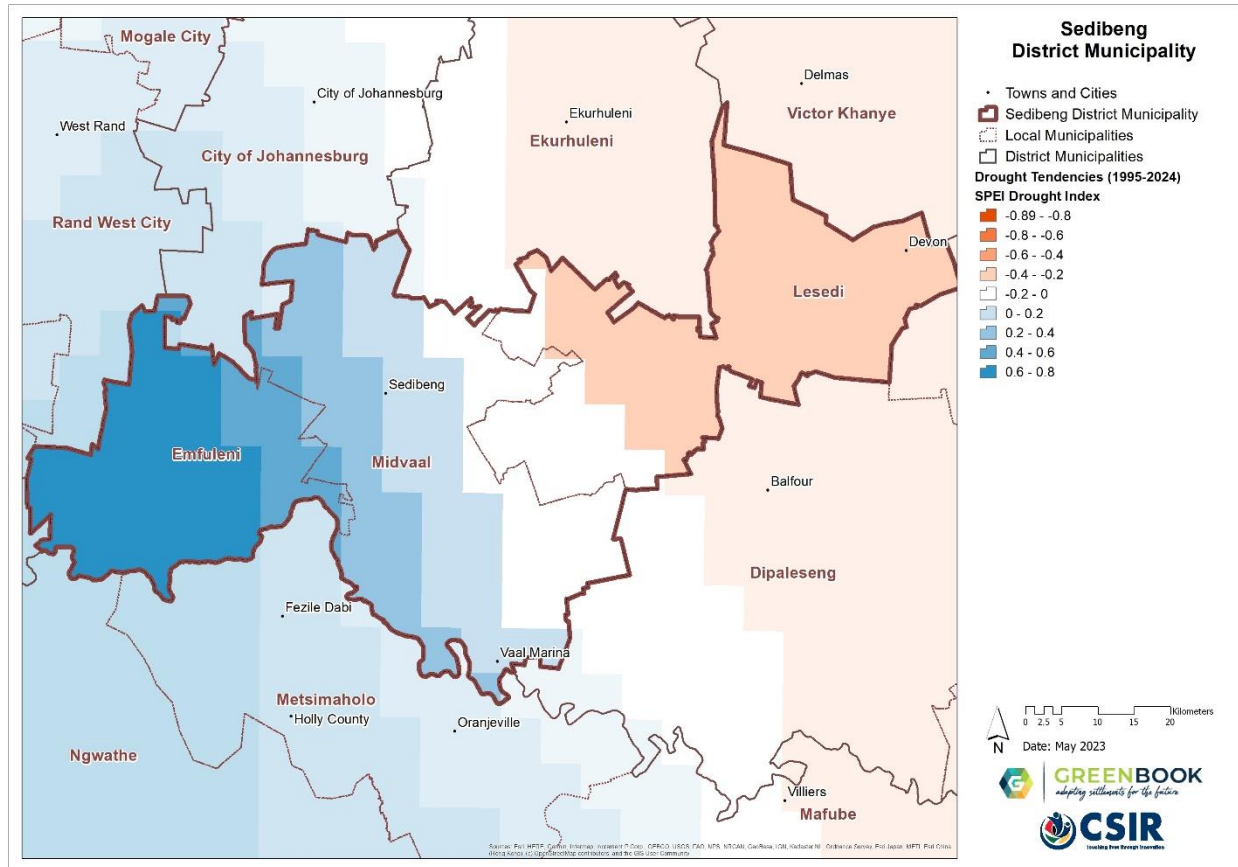 Sedibeng
District Municipality
Towns and Cities
Sedibeng District Municipality
Local Municipalities
District Municipalities
Drought Tendencies (1995-2024)
SPEI Drought Index
-0.89 - -0.8
-0.8 - -0.6
-0.6 - -0.4
-0.4 - -0.2
-0.2 - 0
0 - 0.2
0.2 - 0.4
0.4 - 0.6
0.6 - 0.8
Mogale City
Delmas
City of Johannesburg
Victor Khanye
Ekurhuleni
West Rand
Ekurhuleni
City of Johannesburg
Rand West City
Devon
Lesedi
Sedibeng
Emfuleni
Midvaal
Balfour
Dipaleseng
Fezile Dabi
Vaal Marina
Metsimaholo
Holly County
Oranjeville
Ngwathe
Villiers
Mafube
Kilometers
0 2.5 5 10 15 20
N
Date: May 2023
GREENBOOK
adapting settlements for the future
CSIR
Touching lives through innovation